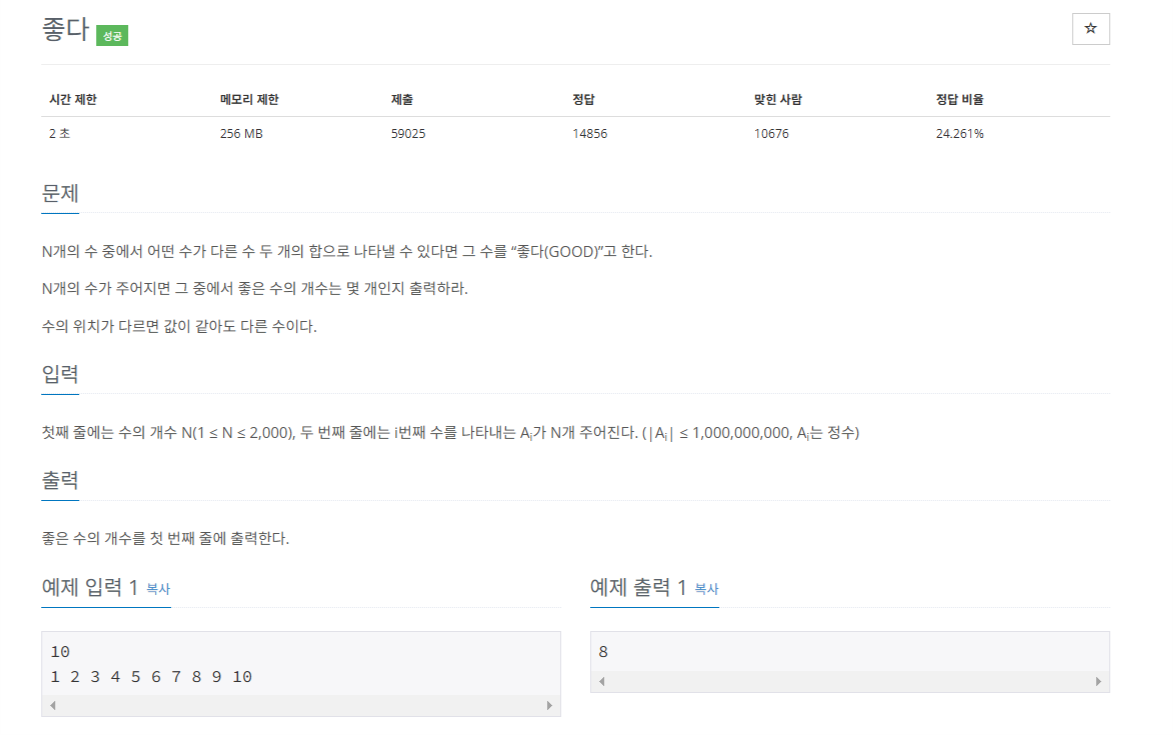 좋다 성공 ☆
시간 제한 메모리 제한 제출 정답 맞힌 사람 정답 비율
2 초 256 MB 59025 14856 10676 24.261%
문제
N개의 수 중에서 어떤 수가 다른 수 두 개의 합으로 나타낼 수 있다면 그 수를 “좋다(GOOD)”고 한다.
N개의 수가 주어지면 그 중에서 좋은 수의 개수는 몇 개인지 출력하라.
수의 위치가 다르면 값이 같아도 다른 수이다.
입력
첫째 줄에는 수의 개수 N(1 ≤ N ≤ 2,000), 두 번째 줄에는 i번째 수를 나타내는 Ai가 N개 주어진다. (|Ai| ≤ 1,000,000,000, Ai는 정수)
출력
좋은 수의 개수를 첫 번째 줄에 출력한다.
예제 입력 1 복사
10
1 2 3 4 5 6 7 8 9 10
예제 출력 1 복사
8